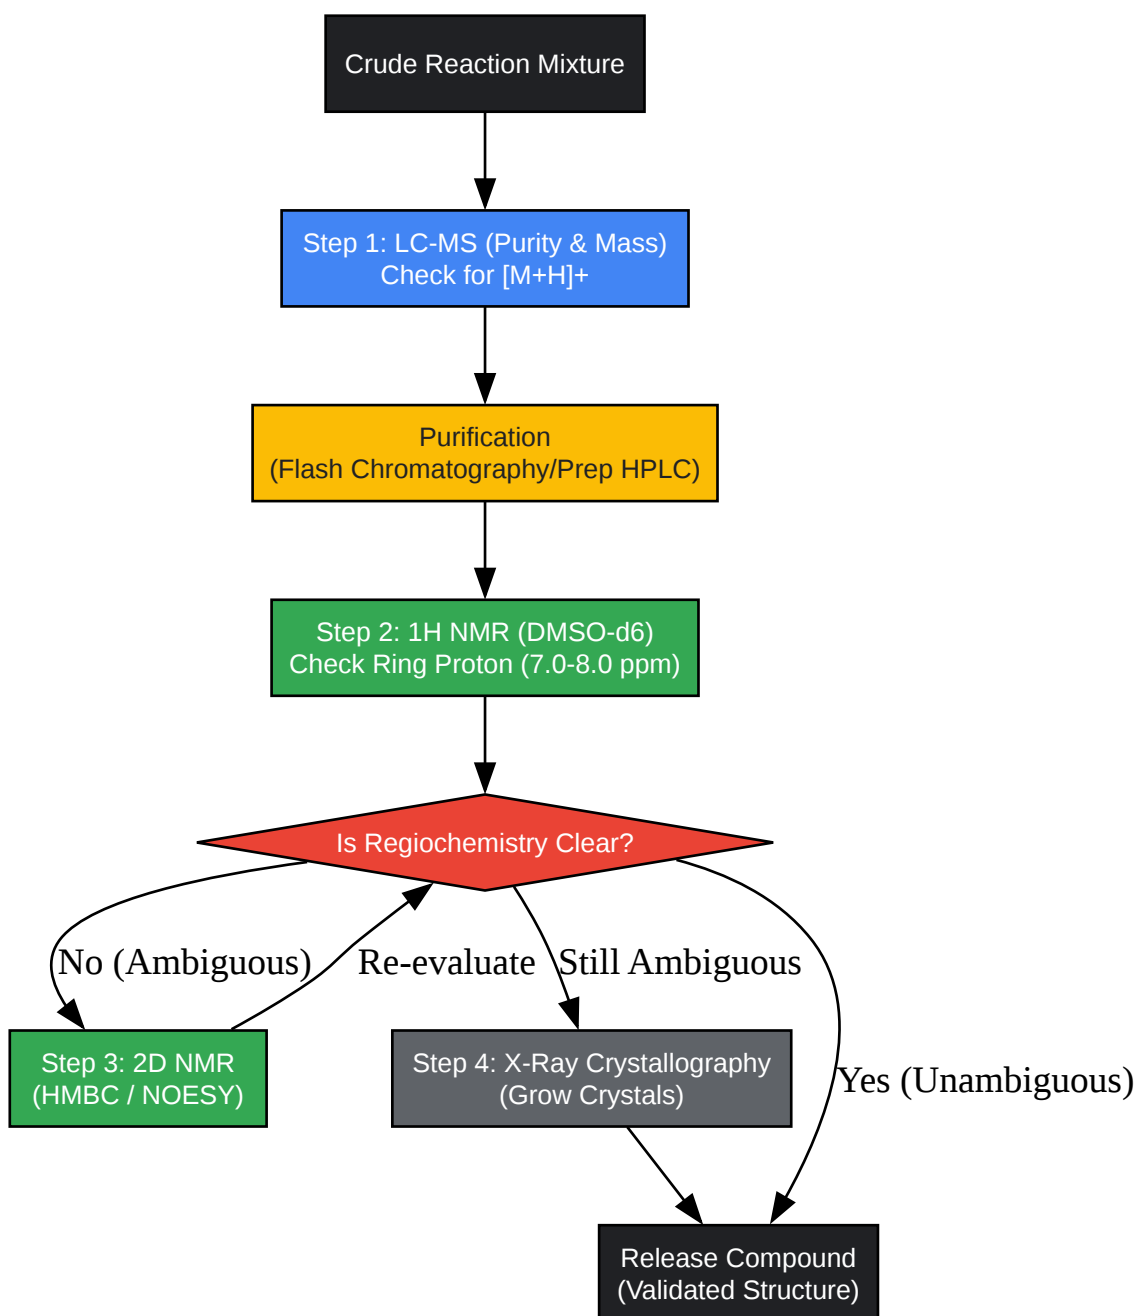 Crude Reaction Mixture
Step 1: LC-MS (Purity & Mass)
Check for [M+H]+
Purification
(Flash Chromatography/Prep HPLC)
Step 2: 1H NMR (DMSO-d6)
Check Ring Proton (7.0-8.0 ppm)
Is Regiochemistry Clear?
No (Ambiguous)
Re-evaluate
Still Ambiguous
Step 3: 2D NMR
(HMBC / NOESY)
Step 4: X-Ray Crystallography
(Grow Crystals)
Yes (Unambiguous)
Release Compound
(Validated Structure)